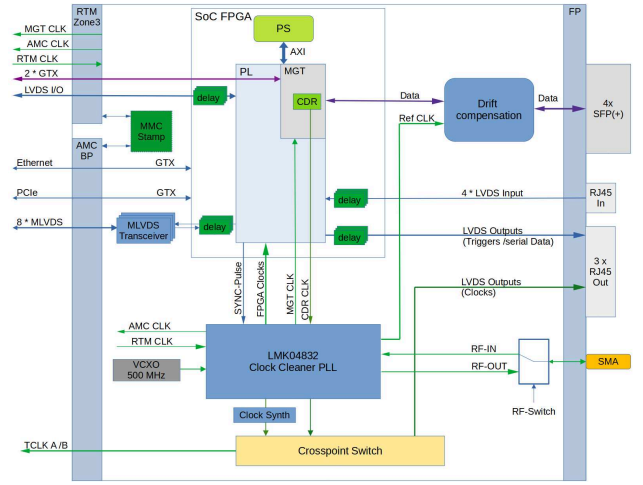 RTM
Zone3
SoC FPGA
FP
MGT CLK
AMC CLK
RTM CLK
2 * GTX
LVDS I/O
PS
AXI
PL
MGT
CDR
delay
Data
Drift
compensation
Data
4x
SFP(+)
Ref CLK
MMC
Stamp
AMC
BP
Ethernet
GTX
PCIe
GTX
delay
4 * LVDS Input
RJ45
In
8 * MLVDS
MLVDS
Transceiver
delay
delay
LVDS Outputs
(Triggers /serial Data)
3 x
RJ45
Out
LVDS Outputs
(Clocks)
SYNC-Pulse
FPGA Clocks
MGT CLK
CDR CLK
AMC CLK
RTM CLK
VCXO
500 MHz
LMK04832
Clock Cleaner PLL
RF-IN
RF-OUT
SMA
RF-Switch
Clock Synth
TCLK A /B
Crosspoint Switch